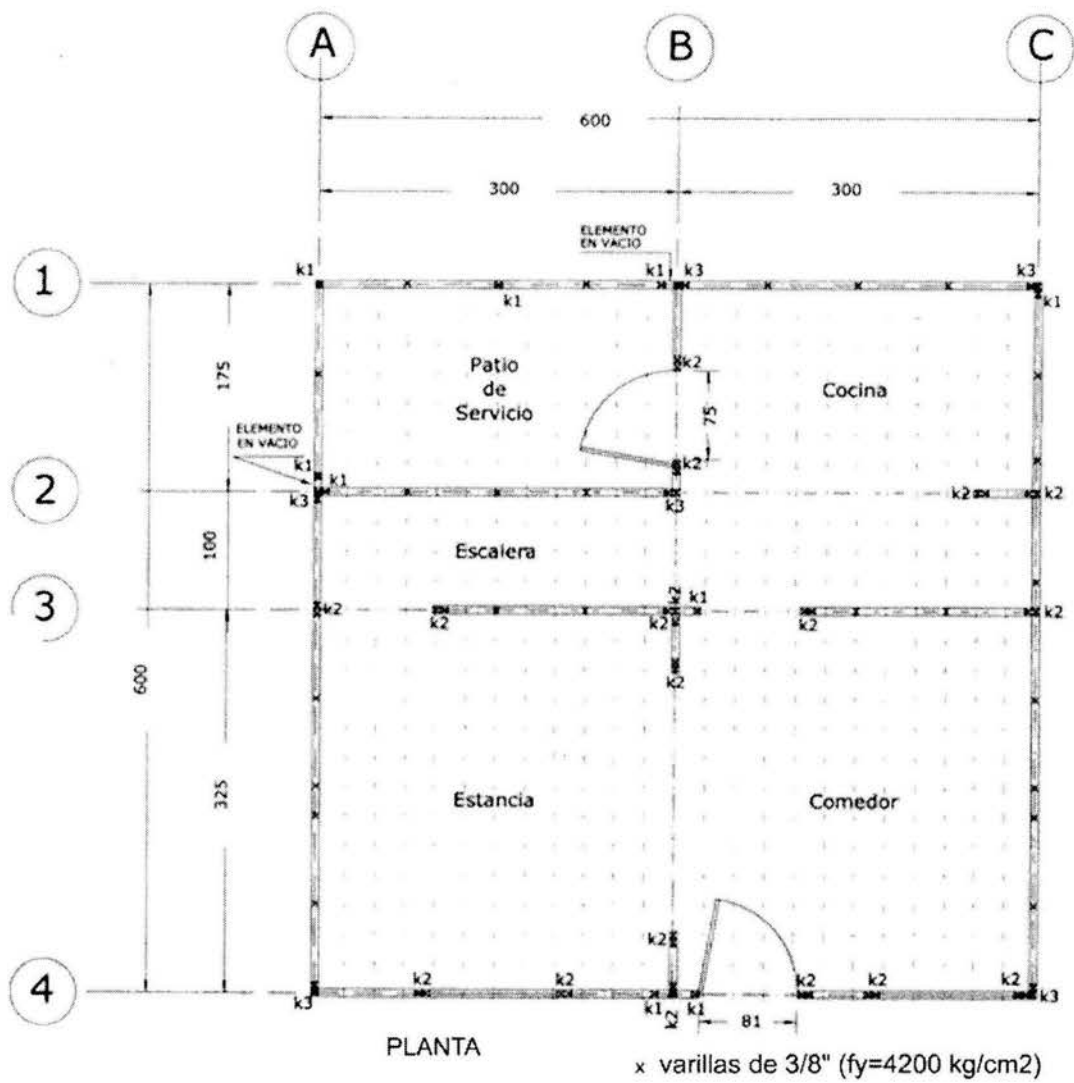 A B C
600
300 300
ELEMENTO
EN VACIO
k1 k1 k3 k3
1
k1 k1
Patio
de
Servicio
Cocina
k2
175
75
ELEMENTO
EN VACIO
k1 k1 k2
2
k3 k3 k2 k2
100
Escalera
k2 k1
3
k2 k2 k2 k2 k2
k2
600
325
Estancia Comedor
k2
k2 k2 k2 k2 k2
4
k3 k1 k2 k1 k3
81
PLANTA
x varillas de 3/8" (fy=4200 kg/cm2)